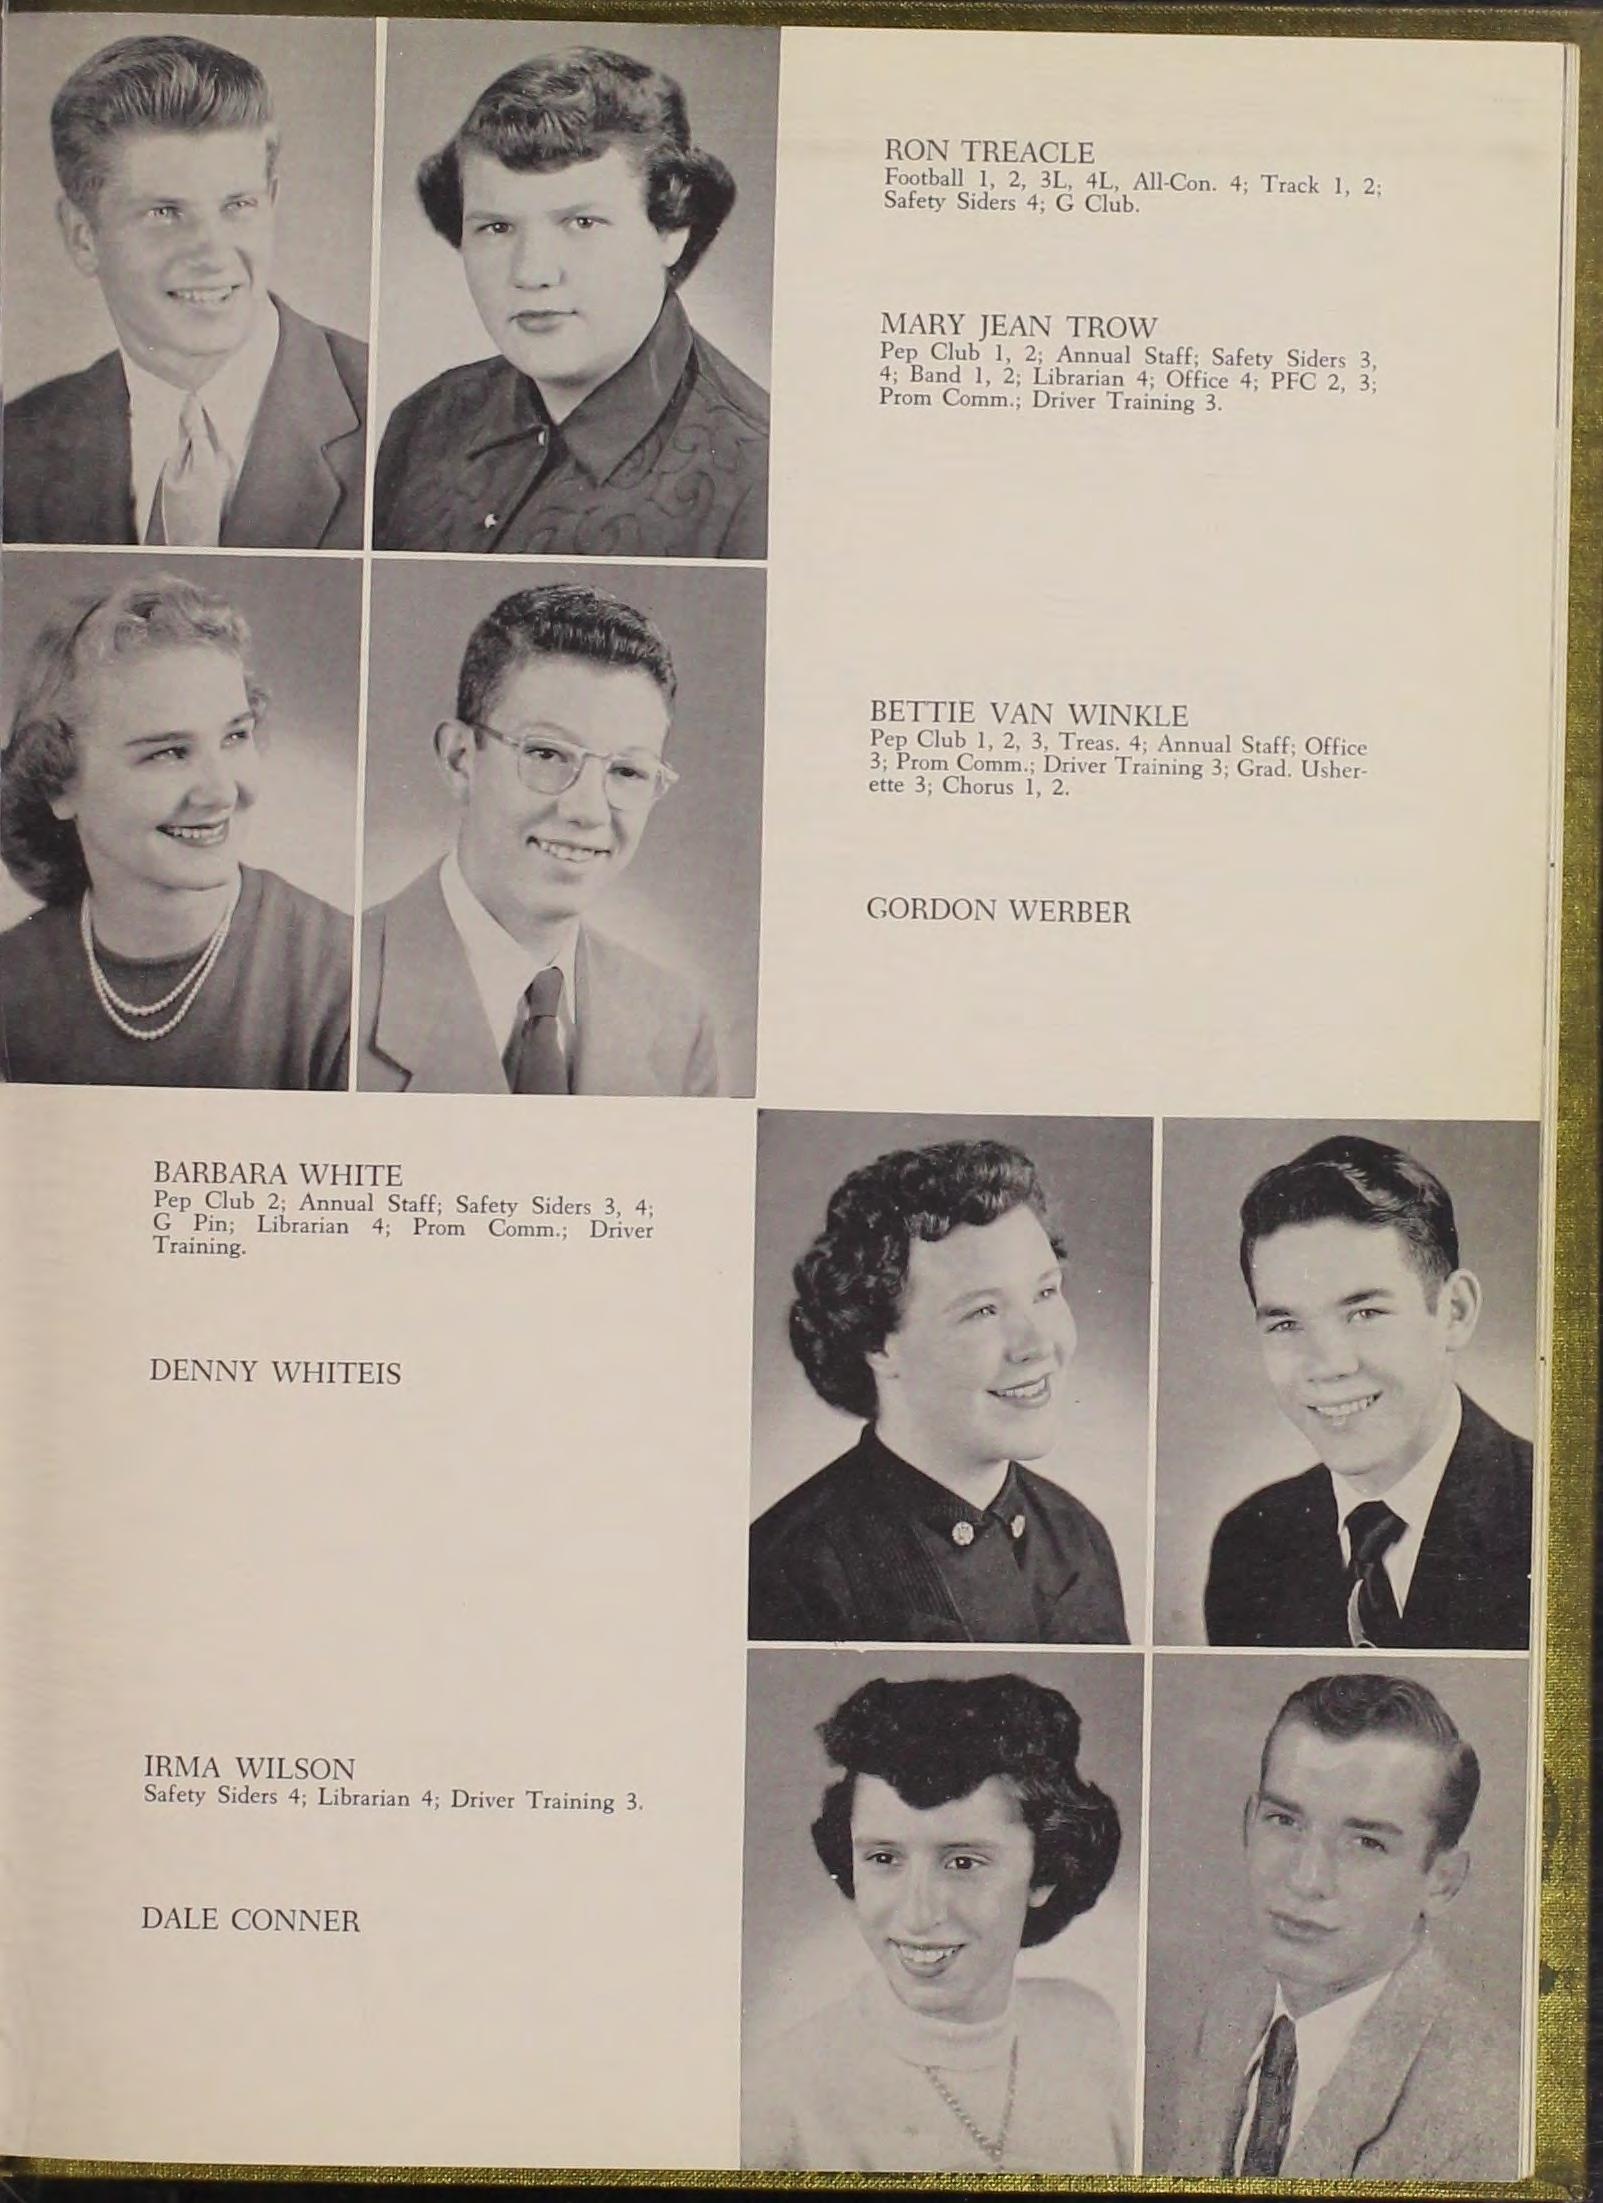 RON TREACLE
Football 1, 2, 3L, 4L, All-Con. 4; Track 1, 2;
Safety Siders 4; G Club.
MARY JEAN TROW
Pep Club 1, 2; Annual Staff; Safety Siders 3,
4; Band 1, 2; Librarian 4; Office 4; PFC 2, 3;
Prom Comm.; Driver Training 3.
BETTIE VAN WINKLE
Pep Club 1, 2, 3, Treas. 4; Annual Staff; Office
3; Prom Comm.; Driver Training 3; Grad. Usher-
ette 3; Chorus 1, 2.
GORDON WERBER
BARBARA WHITE
Pep Club 2; Annual Staff; Safety Siders 3, 4;
G Pin; Librarian 4; Prom Comm.; Driver
Training.
DENNY WHITEIS
IRMA WILSON
Safety Siders 4; Librarian 4; Driver Training 3.
DALE CONNER